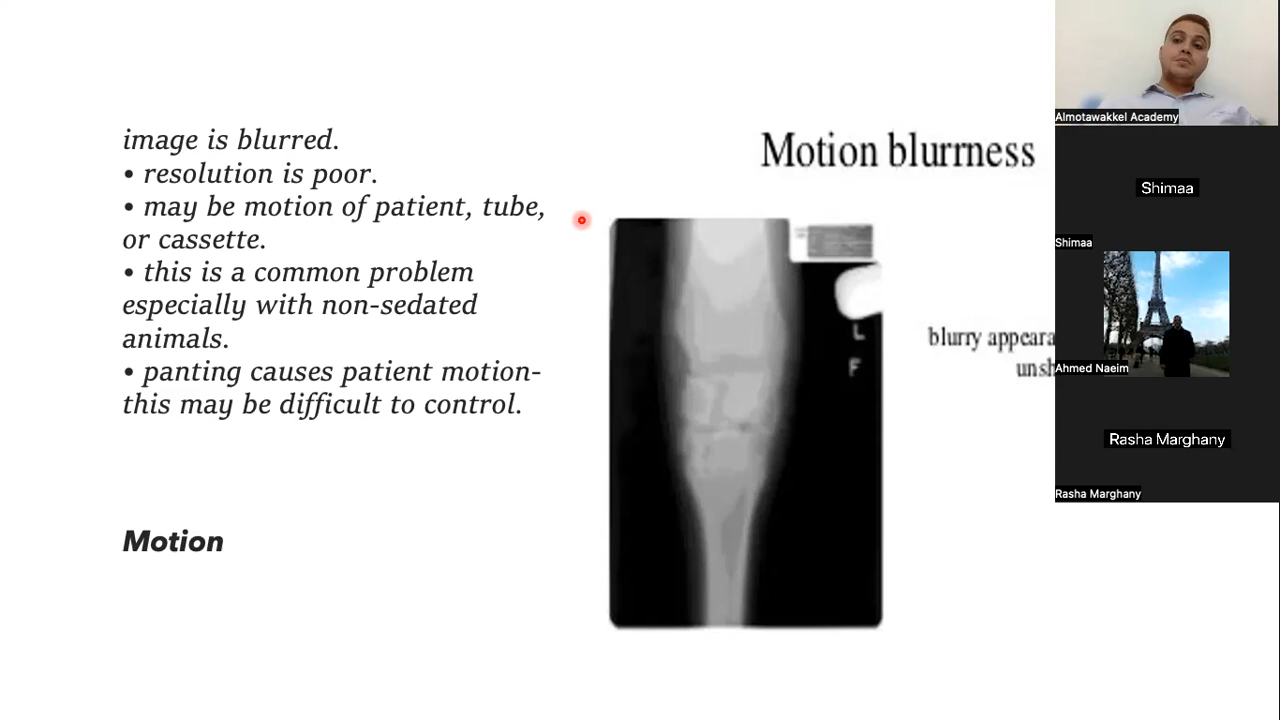 image is blurred.
• resolution is poor.
• may be motion of patient, tube,
or cassette.
• this is a common problem
especially with non-sedated
animals.
• panting causes patient motion-
this may be difficult to control.
Motion
Motion blurrness
L
F
blurry appeara
unsh
Almotawakkel Academy
Shimaa
Shimaa
Ahmed Naeim
Rasha Marghany
Rasha Marghany